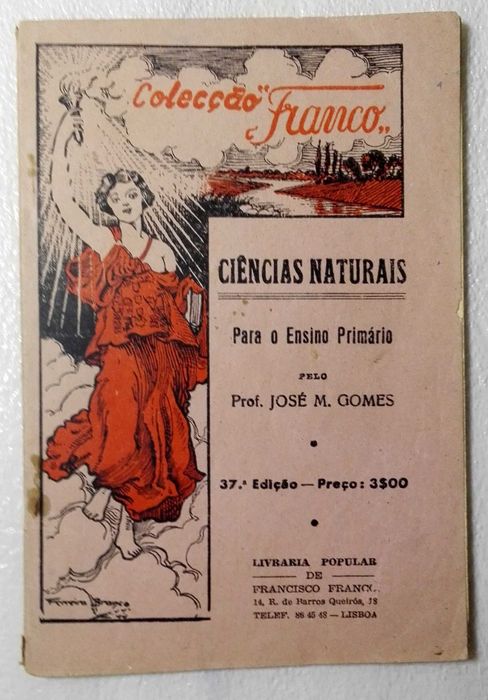 Colecção "Franco"
CIÊNCIAS NATURAIS
Para o Ensino Primário
PELO
Prof. JOSÉ M. GOMES
37.ª Edição — Preço: 3$00
LIVRARIA POPULAR
DE
FRANCISCO FRANCO
14, R. de Barros Queirós, 18
TELEF. 86 45 48 — LISBOA